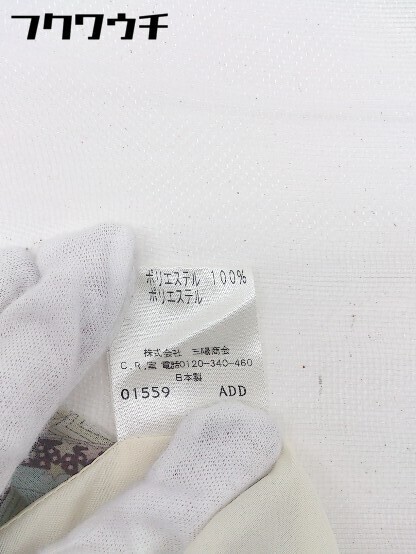 フクワウチ
ポリエステル 100%
ポリエステル
株式会社 三陽商会
C.R.室 電話0120-340-460
日本製
01559 ADD